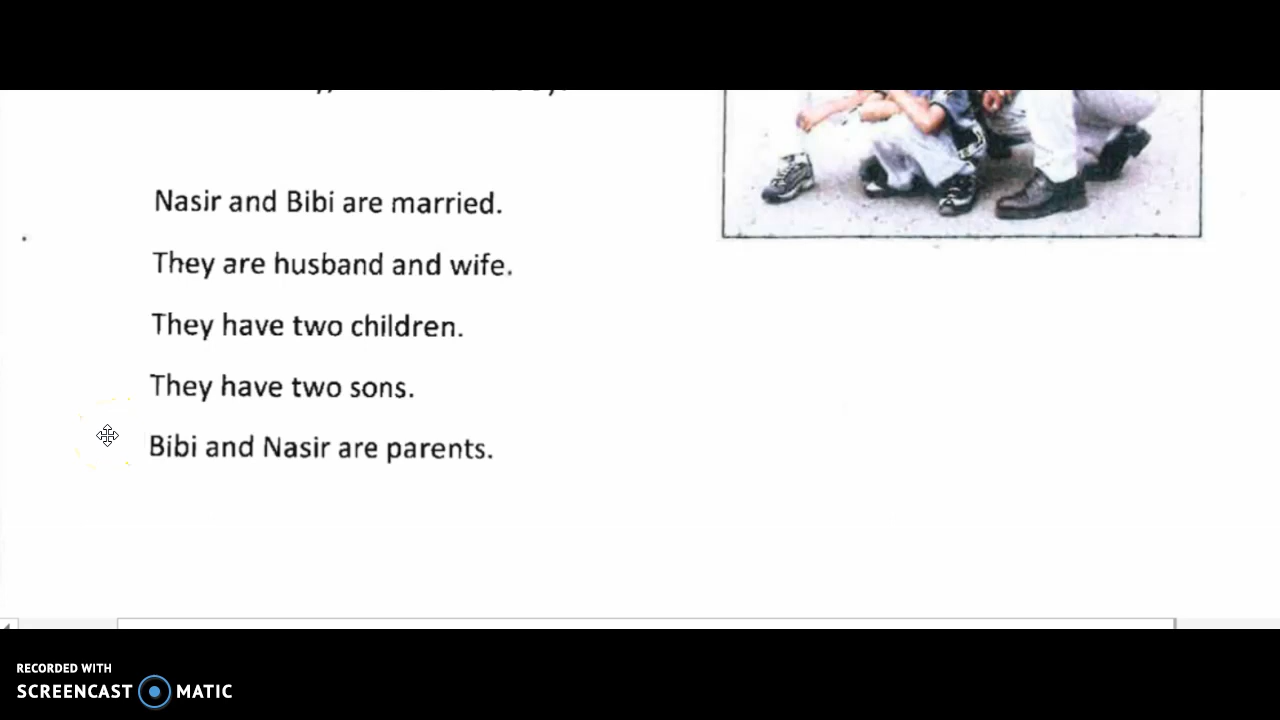 Nasir and Bibi are married.
They are husband and wife.
They have two children.
They have two sons.
Bibi and Nasir are parents.
RECORDED WITH
SCREENCAST MATIC